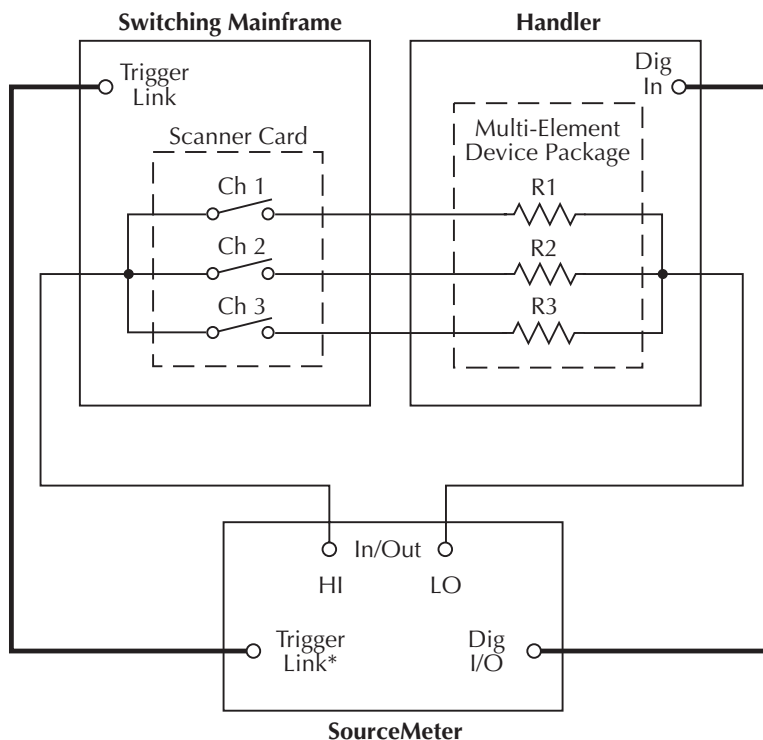 Switching Mainframe
Handler
Trigger
Link
Dig
In
Scanner Card
Multi-Element
Device Package
Ch 1
R1
Ch 2
R2
Ch 3
R3
In/Out
HI
LO
Trigger
Link*
Dig
I/O
SourceMeter